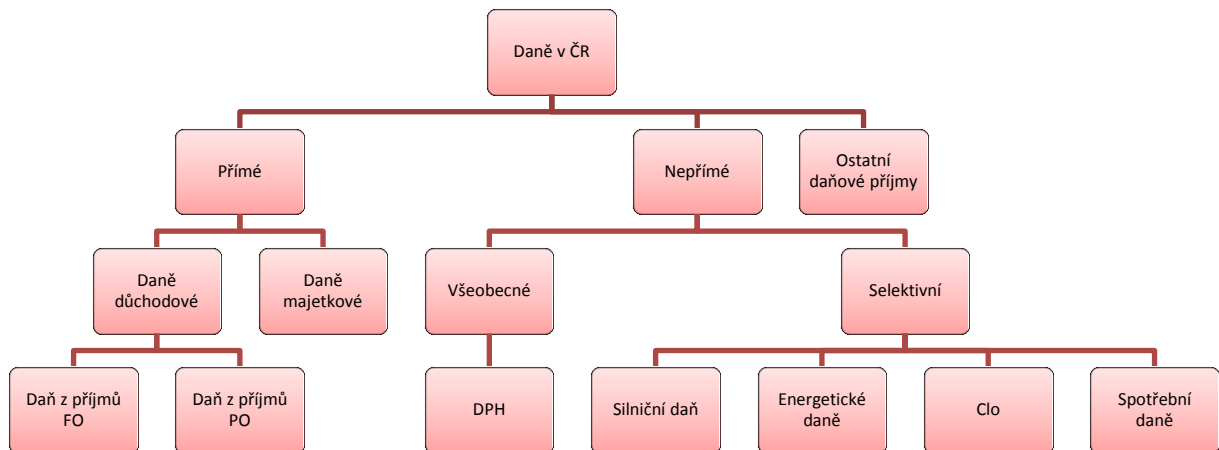 Daně v ČR
Přímé
Nepřímé
Ostatní
daňové příjmy
Daně
důchodové
Daně
majetkové
Všeobecné
Selektivní
Daň z příjmů
FO
Daň z příjmů
PO
DPH
Silniční daň
Energetické
daně
Clo
Spotřební
daně